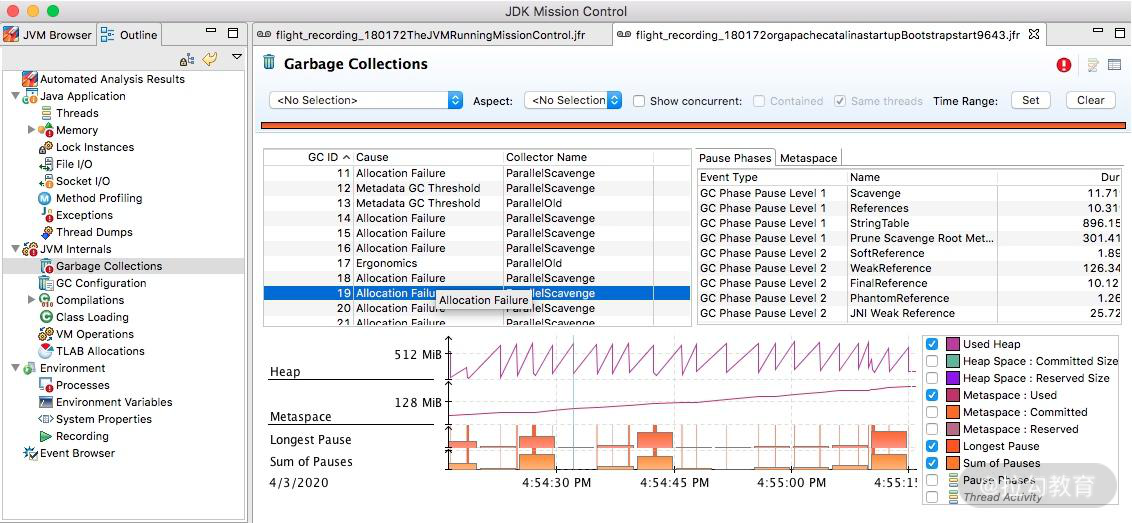 JDK Mission Control
JVM Browser
Outline
flight_recording_180172TheJVMRunningMissionControl.jfr
flight_recording_180172orgapachecatalinastartupBootstrapstart9643.jfr
Automated Analysis Results
Java Application
Threads
Memory
Lock Instances
File I/O
Socket I/O
Method Profiling
Exceptions
Thread Dumps
JVM Internals
Garbage Collections
GC Configuration
Compilations
Class Loading
VM Operations
TLAB Allocations
Environment
Processes
Environment Variables
System Properties
Recording
Event Browser
Garbage Collections
<No Selection> Aspect: <No Selection Show concurrent: Contained Same threads Time Range: Set Clear
GC ID Cause Collector Name
11 Allocation Failure ParallelScavenge
12 Metadata GC Threshold ParallelScavenge
13 Metadata GC Threshold ParallelOld
14 Allocation Failure ParallelScavenge
15 Allocation Failure ParallelScavenge
16 Allocation Failure ParallelScavenge
17 Ergonomics ParallelOld
18 Allocation Failure ParallelScavenge
19 Allocation Failu ParallelScavenge
Allocation Failure
20 Allocation Failure ParallelScavenge
21 Allocation Failure ParallelScavenge
Pause Phases Metaspace
Event Type Name Dur
GC Phase Pause Level 1 Scavenge 11.71
GC Phase Pause Level 1 References 10.31
GC Phase Pause Level 1 StringTable 896.15
GC Phase Pause Level 1 Prune Scavenge Root Met... 301.41
GC Phase Pause Level 2 SoftReference 1.89
GC Phase Pause Level 2 WeakReference 126.34
GC Phase Pause Level 2 FinalReference 10.12
GC Phase Pause Level 2 PhantomReference 1.26
GC Phase Pause Level 2 JNI Weak Reference 25.72
512 MiB
Heap
128 MiB
Metaspace
Longest Pause
Sum of Pauses
4/3/2020 4:54:30 PM 4:54:45 PM 4:55:00 PM 4:55:1
Used Heap
Heap Space : Committed Size
Heap Space : Reserved Size
Metaspace : Used
Metaspace : Committed
Metaspace : Reserved
Longest Pause
Sum of Pauses
Pause Phases
Thread Activity
@拉勾教育